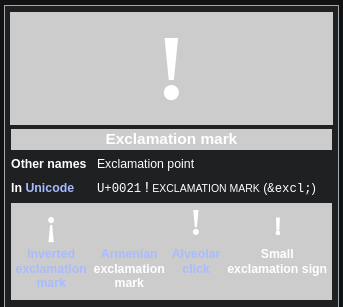 !
Exclamation mark
Other names Exclamation point
In Unicode U+0021 ! EXCLAMATION MARK (&excl;)
¡ ՜ ǃ ﹗
Inverted exclamation mark
Armenian exclamation mark
Alveolar click
Small exclamation sign